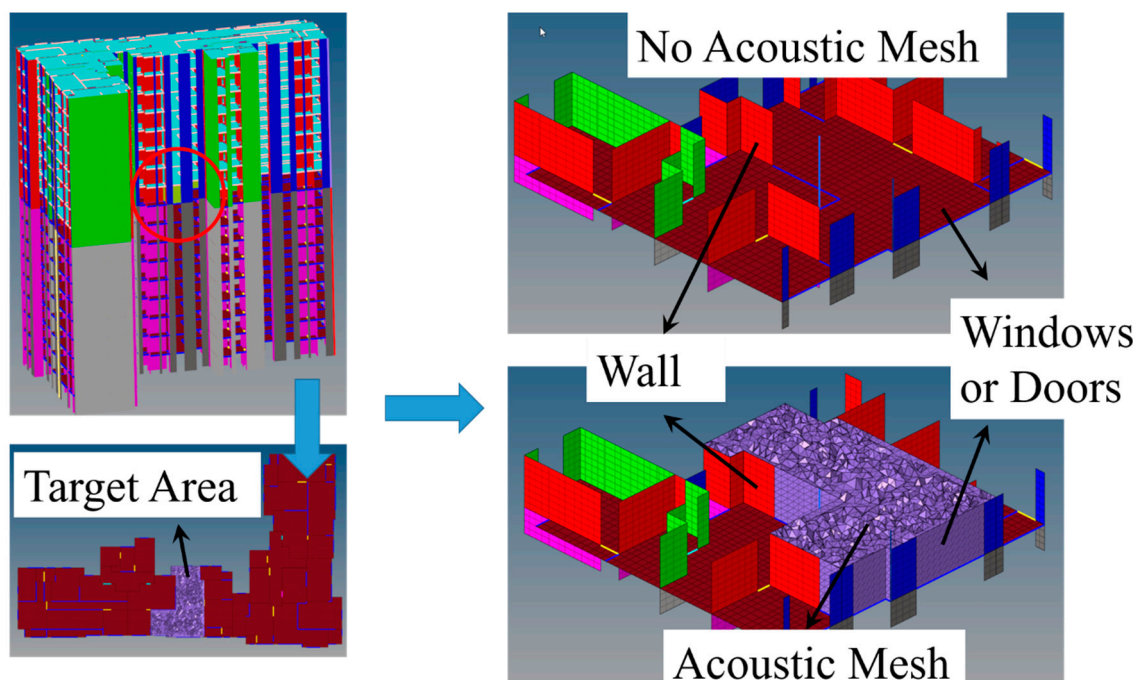 No Acoustic Mesh
Wall
Windows
or Doors
Target Area
Acoustic Mesh